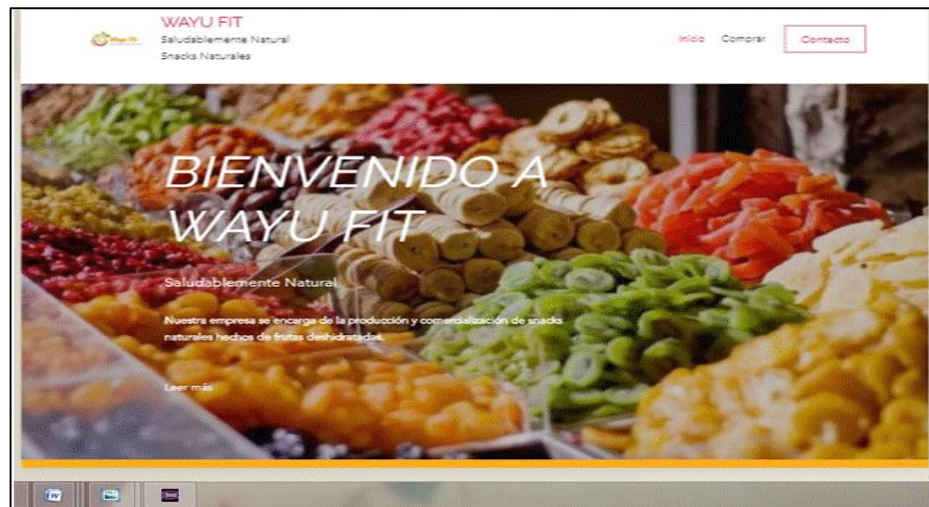 WAYU FIT
Saludablemente Natural
Snacks Naturales
Inicio Comprar Contacto
BIENVENIDO A
WAYU FIT
Saludablemente Natural
Nuestra empresa se encarga de la producción y comercialización de snacks
naturales hechos de frutas deshidratadas.
Leer más